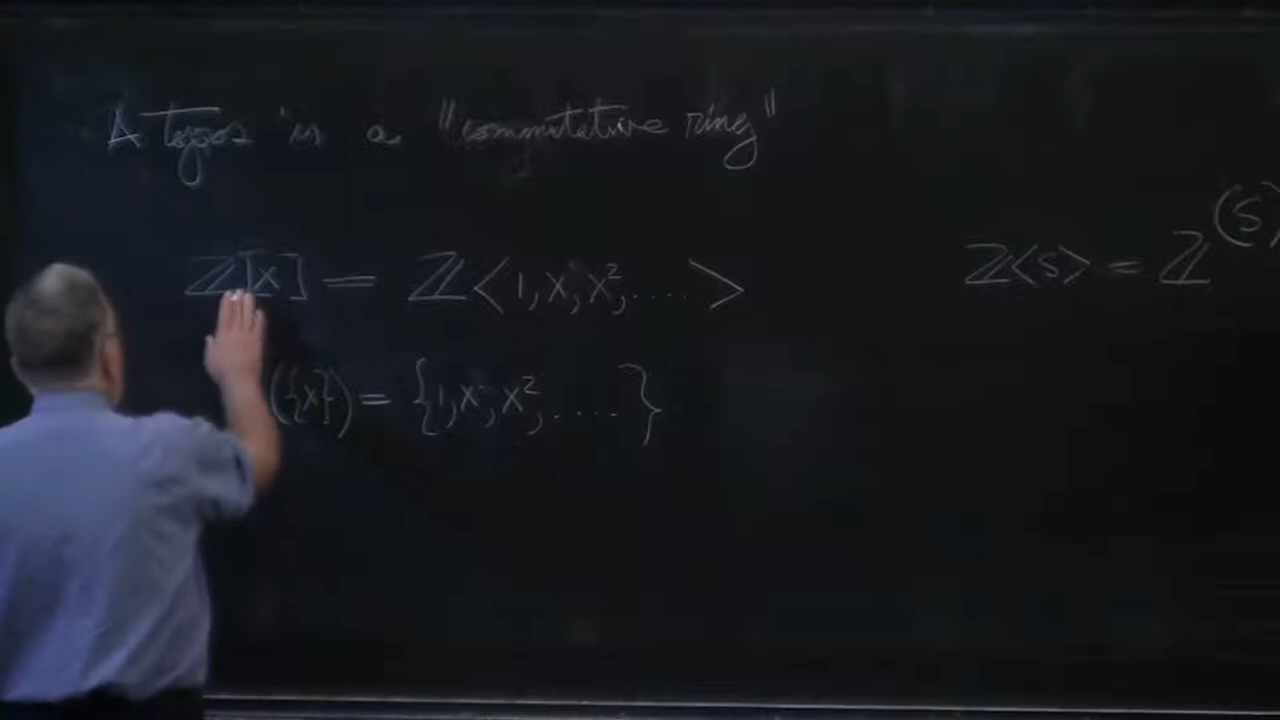 A Topos is a "commutative ring"
ℤ[x] = ℤ<1, x, x², .....>
ℤ<S> = ℤ^(S)
({x}) = {1, x, x², .....}